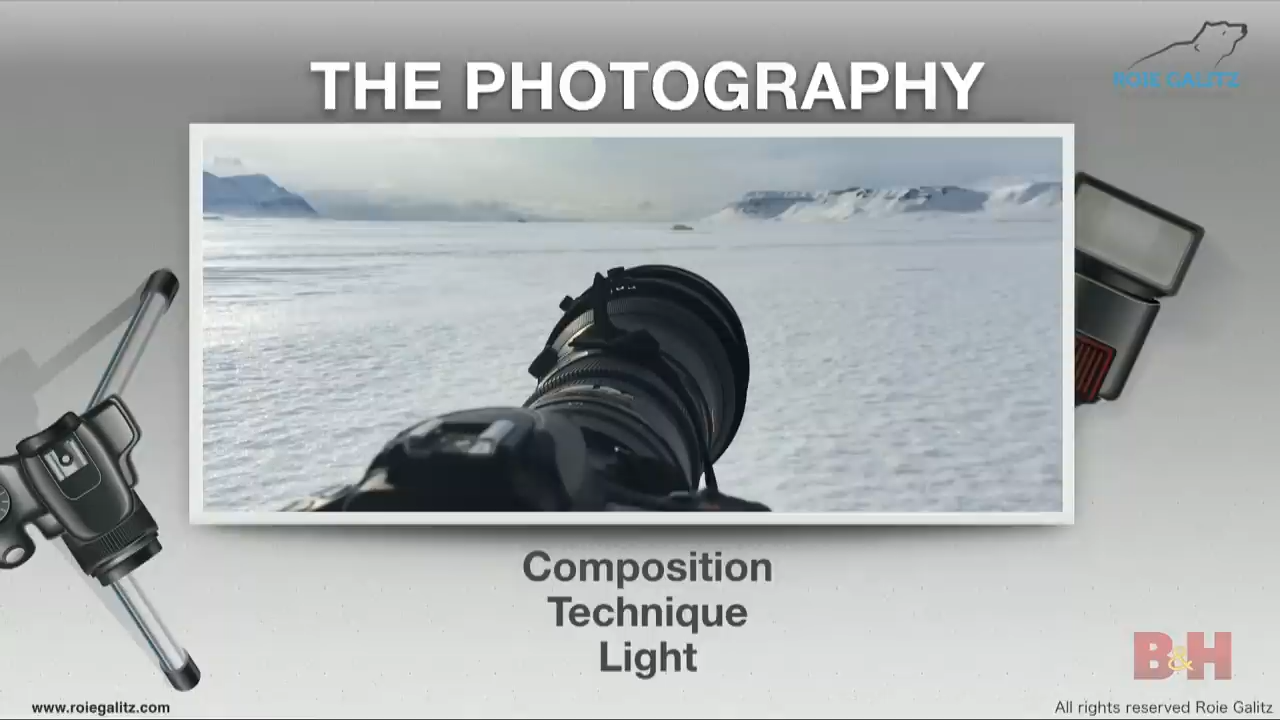 THE PHOTOGRAPHY
ROIE GALITZ
Composition
Technique
Light
B&H
www.roiegalitz.com
All rights reserved Roie Galitz